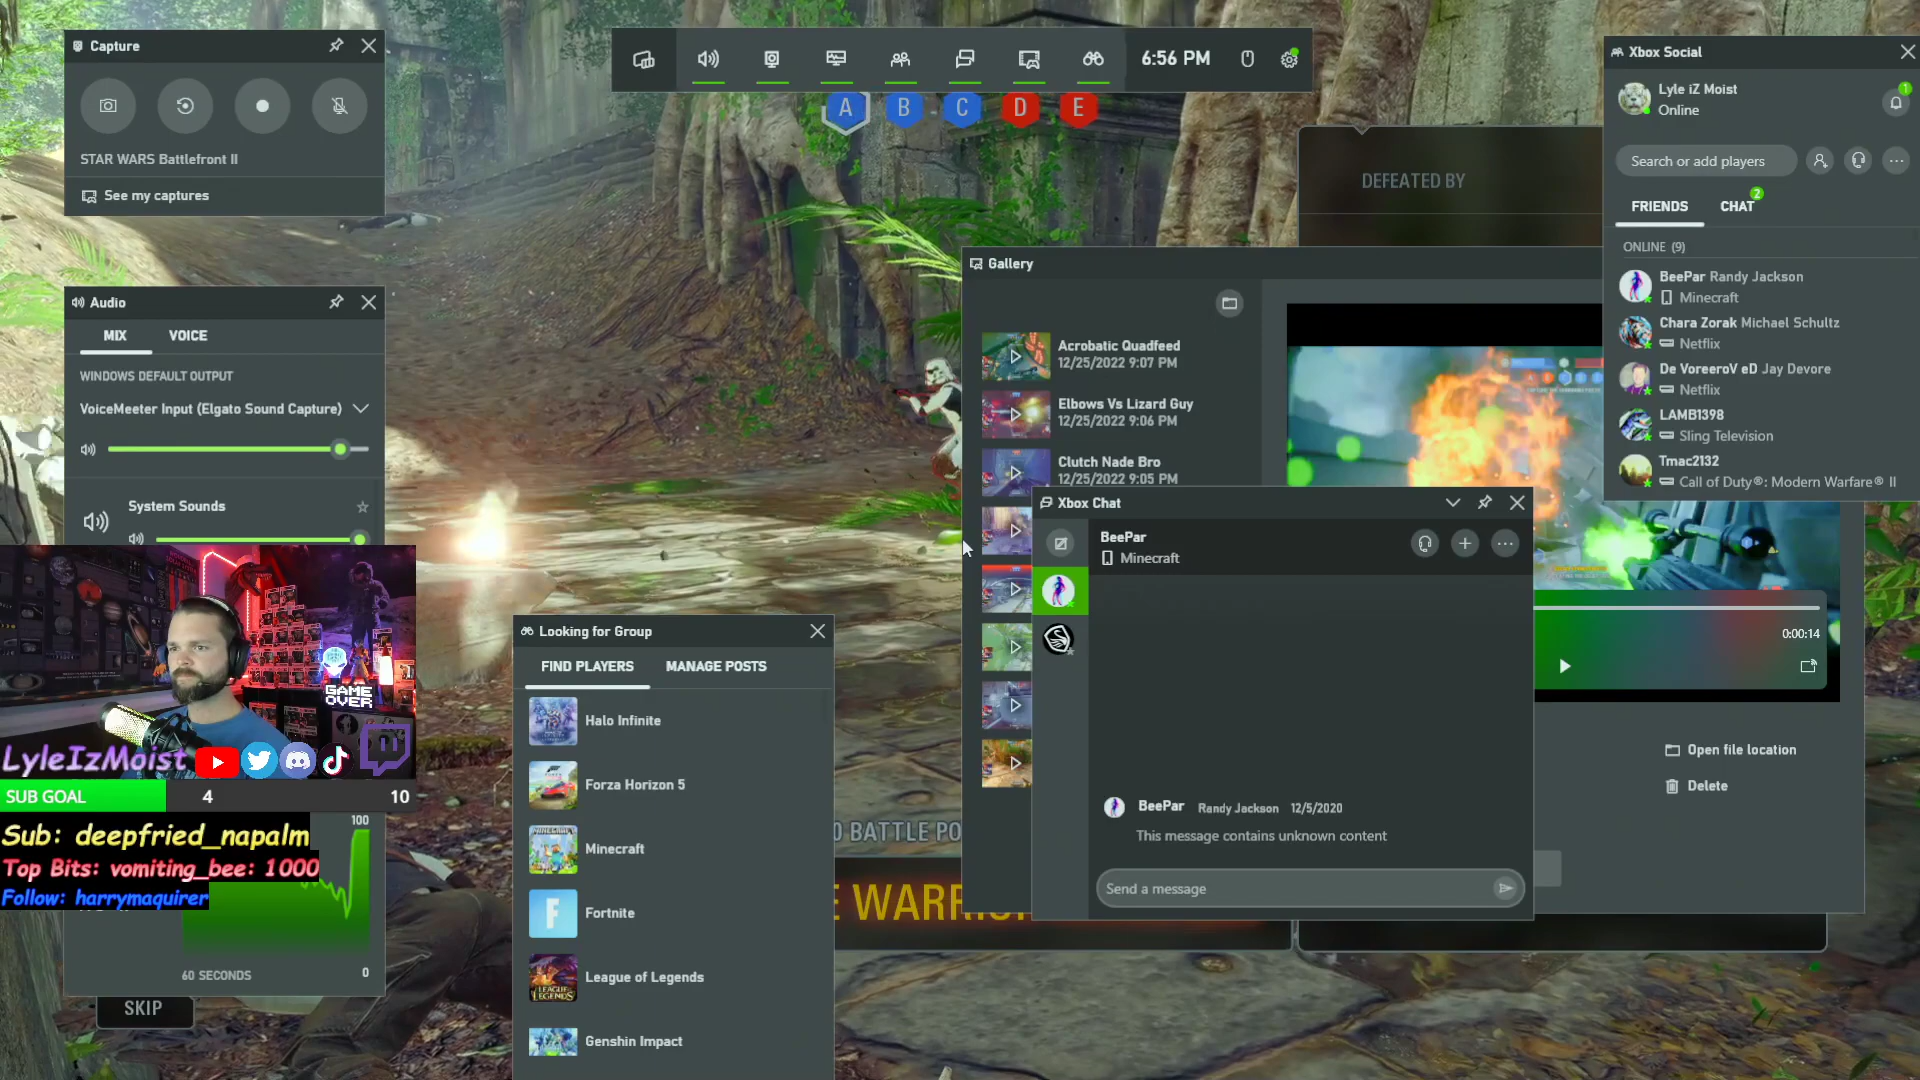 Capture
STAR WARS Battlefront II
See my captures
6:56 PM
A B C D E
Xbox Social
Lyle iZ Moist
Online
1
Search or add players
FRIENDS
CHAT
2
ONLINE (9)
BeePar Randy Jackson
Minecraft
Chara Zorak Michael Schultz
Netflix
De VoreeroV eD Jay Devore
Netflix
LAMB1398
Sling Television
Tmac2132
Call of Duty®: Modern Warfare® II
DEFEATED BY
Audio
MIX
VOICE
WINDOWS DEFAULT OUTPUT
VoiceMeeter Input (Elgato Sound Capture)
System Sounds
Gallery
Acrobatic Quadfeed
12/25/2022 9:07 PM
Elbows Vs Lizard Guy
12/25/2022 9:06 PM
Clutch Nade Bro
12/25/2022 9:05 PM
0:00:14
Open file location
Delete
Xbox Chat
BeePar
Minecraft
BeePar Randy Jackson 12/5/2020
This message contains unknown content
Send a message
Looking for Group
FIND PLAYERS
MANAGE POSTS
Halo Infinite
Forza Horizon 5
Minecraft
Fortnite
League of Legends
Genshin Impact
GAME
OVER
LyleIzMoist
SUB GOAL 4 10
Sub: deepfried_napalm
Top Bits: vomiting_bee: 1000
Follow: harrymaquirer
100
60 SECONDS 0
SKIP
BATTLE